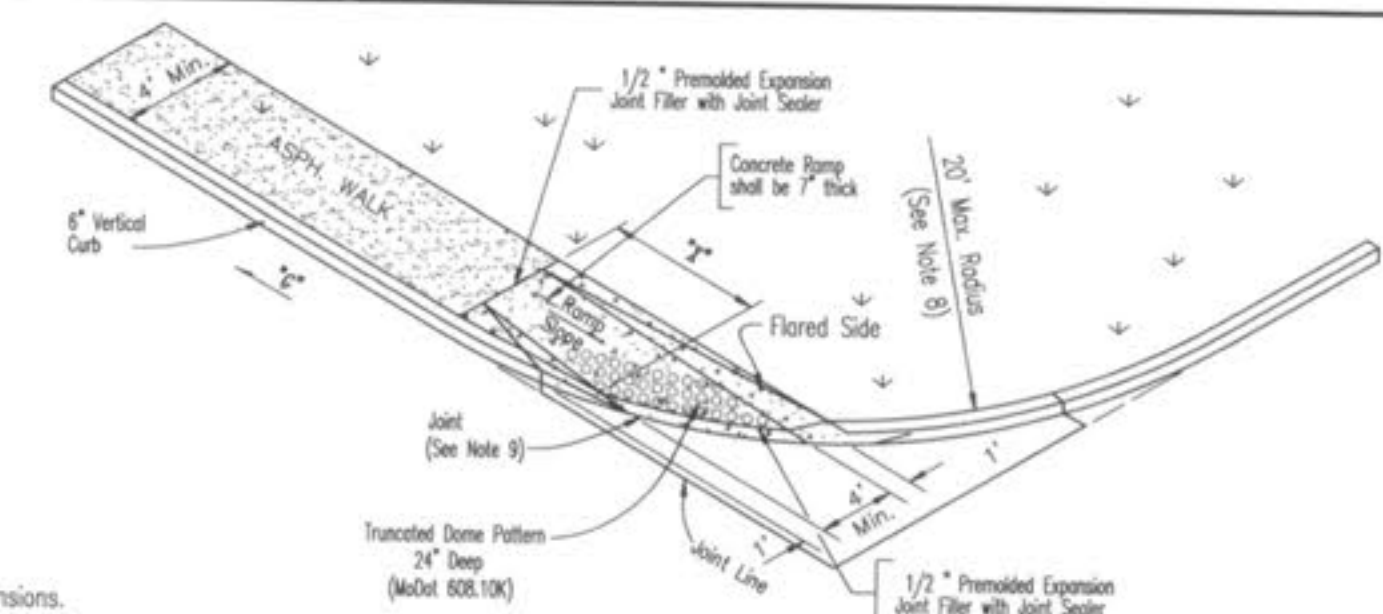 4' Min.
1/2 " Premolded Expansion
Joint Filler with Joint Sealer
ASPH. WALK
Concrete Ramp
shall be 7" thick
20' Max. Radius
(See Note 8)
6" Vertical
Curb
"G"
"X"
Ramp
Slope
Flared Side
Joint
(See Note 9)
1'
4'
Min.
Truncated Dome Pattern
24" Deep
(MoDot 608.10K)
1'
Joint Line
1/2 " Premolded Expansion
Joint Filler with Joint Sealer